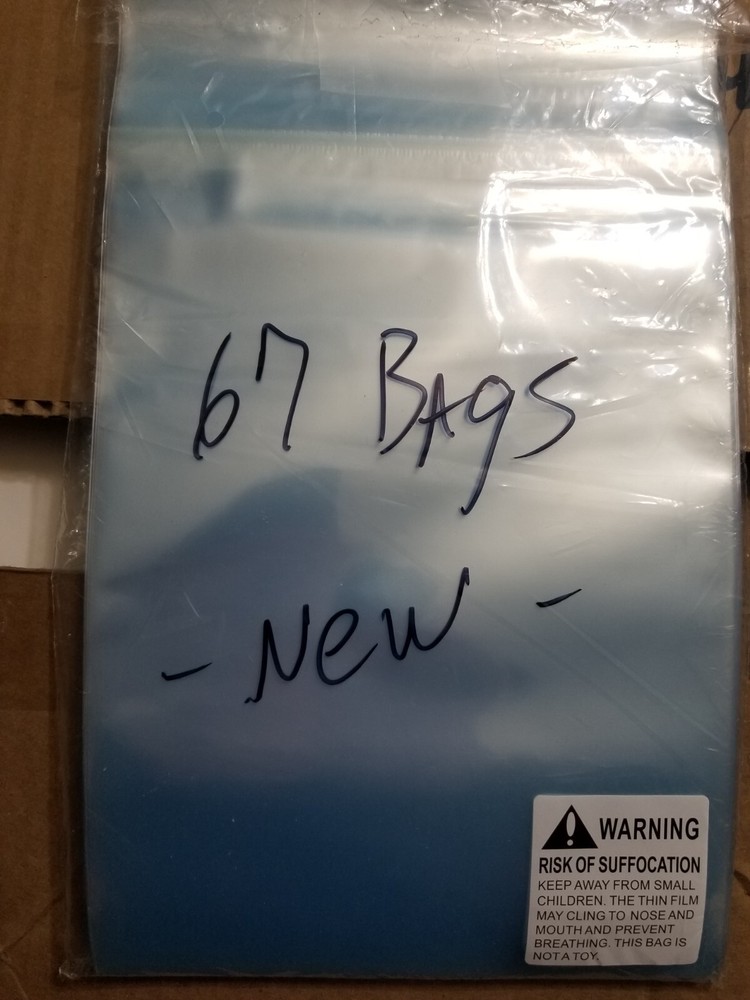 67 BAgS
- New -
WARNING
RISK OF SUFFOCATION
KEEP AWAY FROM SMALL
CHILDREN. THE THIN FILM
MAY CLING TO NOSE AND
MOUTH AND PREVENT
BREATHING. THIS BAG IS
NOT A TOY.